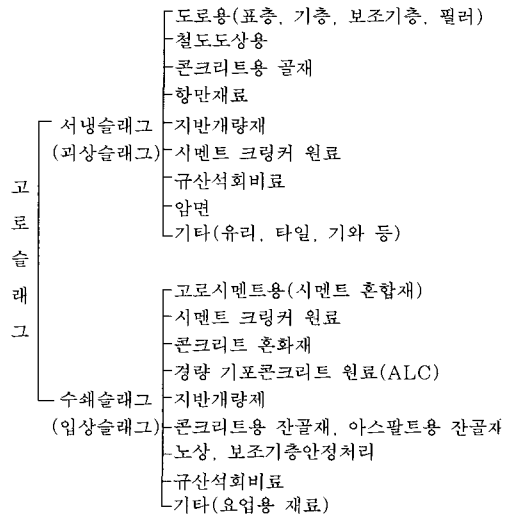 고로슬래그
서냉슬래그
(괴상슬래그)
도로용(표층, 기층, 보조기층, 필러)
철도도상용
콘크리트용 골재
항만재료
지반개량재
시멘트 크링커 원료
규산석회비료
암면
기타(유리, 타일, 기와 등)
수쇄슬래그
(입상슬래그)
고로시멘트용(시멘트 혼합재)
시멘트 크링커 원료
콘크리트 혼화재
경량 기포콘크리트 원료(ALC)
지반개량제
콘크리트용 잔골재, 아스팔트용 잔골재
노상, 보조기층안정처리
규산석회비료
기타(요업용 재료)